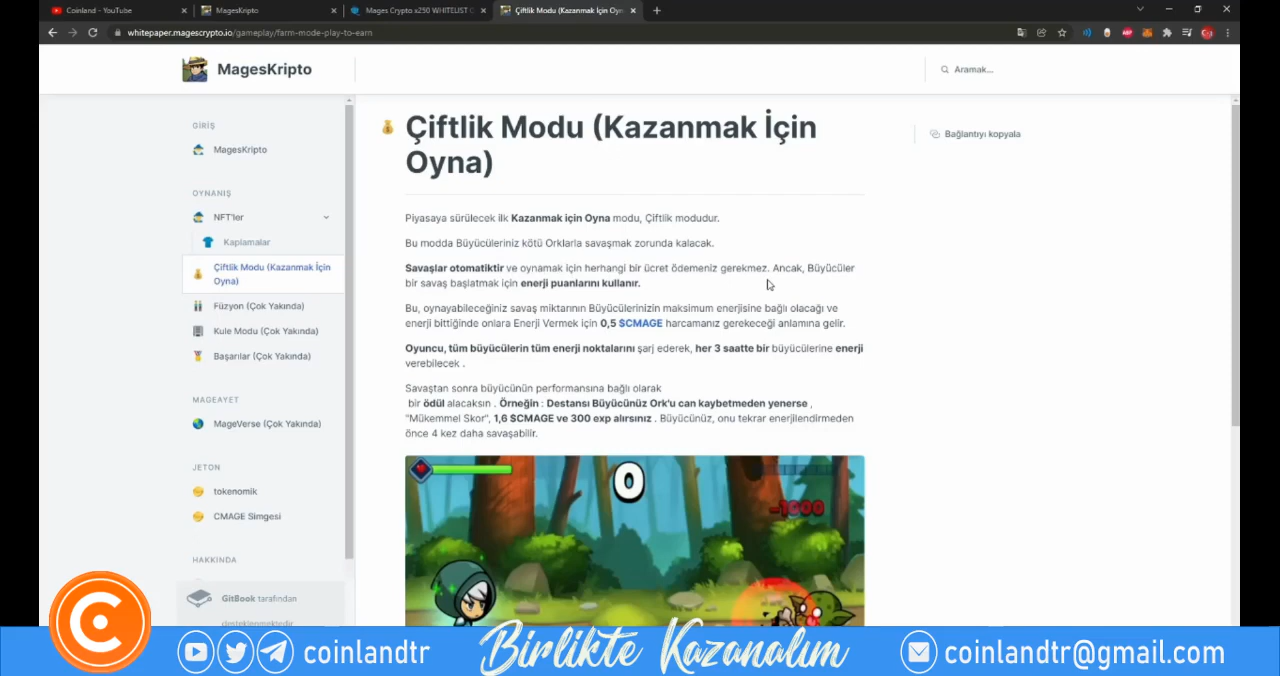 Coinland - YouTube
MagesKripto
Mages Crypto x250 WHITELIST
Çiftlik Modu (Kazanmak İçin Oyn
whitepaper.magescrypto.io/gameplay/farm-mode-play-to-earn
MagesKripto
Aramak...
GİRİŞ
MagesKripto
OYNANIŞ
NFT'ler
Kaplamalar
Çiftlik Modu (Kazanmak İçin
Oyna)
Füzyon (Çok Yakında)
Kule Modu (Çok Yakında)
Başarılar (Çok Yakında)
MAGEAYET
MageVerse (Çok Yakında)
JETON
tokenomik
CMAGE Simgesi
HAKKINDA
GitBook tarafından
desteklenmektedir
Çiftlik Modu (Kazanmak İçin
Oyna)
Bağlantıyı kopyala
Piyasaya sürülecek ilk Kazanmak için Oyna modu, Çiftlik modudur.
Bu modda Büyücüleriniz kötü Orklarla savaşmak zorunda kalacak.
Savaşlar otomatiktir ve oynamak için herhangi bir ücret ödemeniz gerekmez. Ancak, Büyücüler
bir savaş başlatmak için enerji puanlarını kullanır.
Bu, oynayabileceğiniz savaş miktarının Büyücülerinizin maksimum enerjisine bağlı olacağı ve
enerji bittiğinde onlara Enerji Vermek için 0,5 $CMAGE harcamanız gerekeceği anlamına gelir.
Oyuncu, tüm büyücülerin tüm enerji noktalarını şarj ederek, her 3 saatte bir büyücülerine enerji
verebilecek .
Savaştan sonra büyücünün performansına bağlı olarak
bir ödül alacaksın . Örneğin : Destansı Büyücünüz Ork'u can kaybetmeden yenerse ,
"Mükemmel Skor", 1,6 $CMAGE ve 300 exp alırsınız . Büyücünüz, onu tekrar enerjilendirmeden
önce 4 kez daha savaşabilir.
0
-1000
coinlandtr
Birlikte Kazanalım
coinlandtr@gmail.com